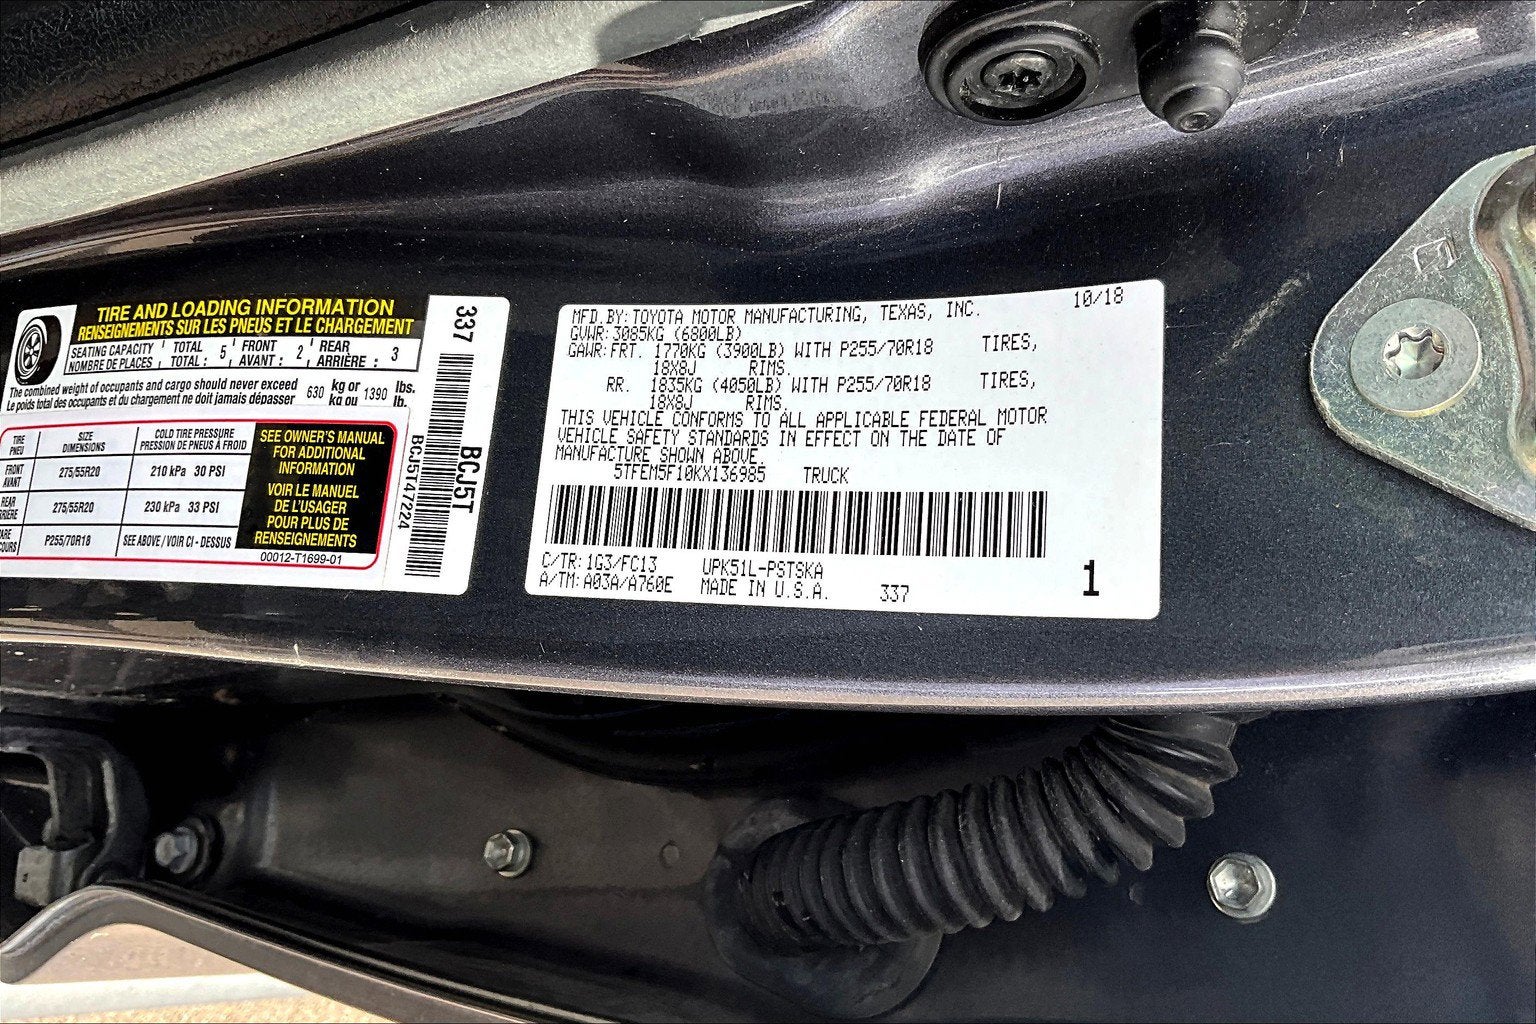 TIRE AND LOADING INFORMATION
RENSEIGNEMENTS SUR LES PNEUS ET LE CHARGEMENT
SEATING CAPACITY TOTAL 5 FRONT 2 REAR 3
NOMBRE DE PLACES TOTAL : AVANT : ARRIÈRE :
The combined weight of occupants and cargo should never exceed 630 kg or 1390 lbs.
Le poids total des occupants et du chargement ne doit jamais dépasser kg ou lb.
TIRE SIZE COLD TIRE PRESSURE
PNEU DIMENSIONS PRESSION DE PNEUS À FROID
FRONT
AVANT 275/55R20 210 kPa 30 PSI
REAR
275/55R20 230 kPa 33 PSI
P255/70R18 SEE ABOVE / VOIR CI - DESSUS
SEE OWNER'S MANUAL
FOR ADDITIONAL
INFORMATION
VOIR LE MANUEL
DE L'USAGER
POUR PLUS DE
RENSEIGNEMENTS
00012-T1699-01
337
BCJ5T
BCJ5T47224
10/18
MFD.BY:TOYOTA MOTOR MANUFACTURING, TEXAS, INC.
GVWR:3085KG (6800LB)
GAWR:FRT. 1770KG (3900LB) WITH P255/70R18 TIRES,
18X8J RIMS.
RR. 1835KG (4050LB) WITH P255/70R18 TIRES,
18X8J RIMS.
THIS VEHICLE CONFORMS TO ALL APPLICABLE FEDERAL MOTOR
VEHICLE SAFETY STANDARDS IN EFFECT ON THE DATE OF
MANUFACTURE SHOWN ABOVE.
5TFEM5F10KX136985 TRUCK
C/TR:1G3/FC13 UPK51L-PSTSKA
A/TM:A03A/A760E MADE IN U.S.A. 337
1